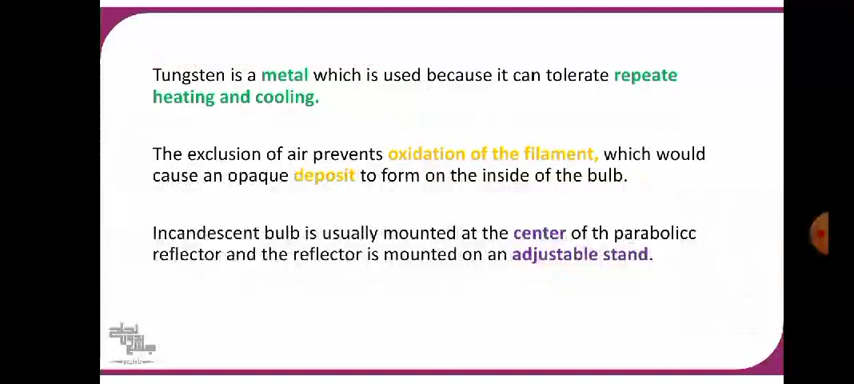 Tungsten is a metal which is used because it can tolerate repeate
heating and cooling.
The exclusion of air prevents oxidation of the filament, which would
cause an opaque deposit to form on the inside of the bulb.
Incandescent bulb is usually mounted at the center of th parabolicc
reflector and the reflector is mounted on an adjustable stand.